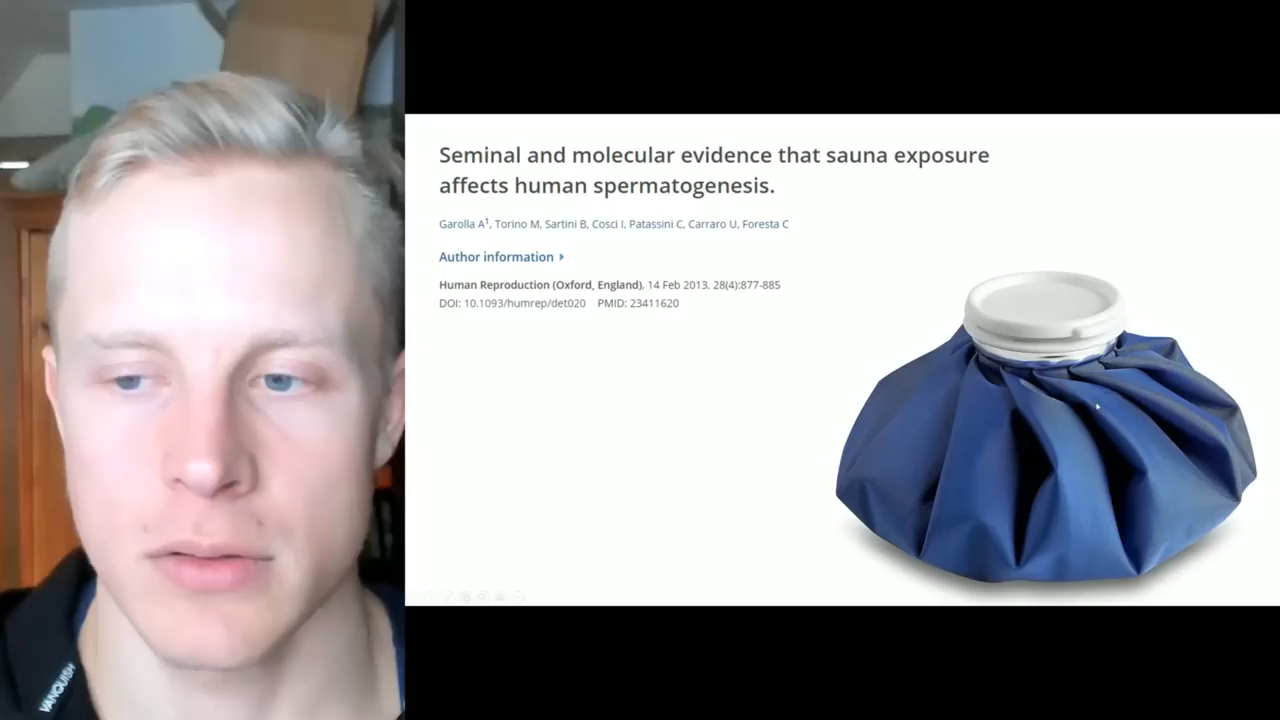 Seminal and molecular evidence that sauna exposure
affects human spermatogenesis.
Garolla A1, Torino M, Sartini B, Cosci I, Patassini C, Carraro U, Foresta C
Author information
Human Reproduction (Oxford, England), 14 Feb 2013, 28(4):877-885
DOI: 10.1093/humrep/det020 PMID: 23411620
VANQUISH